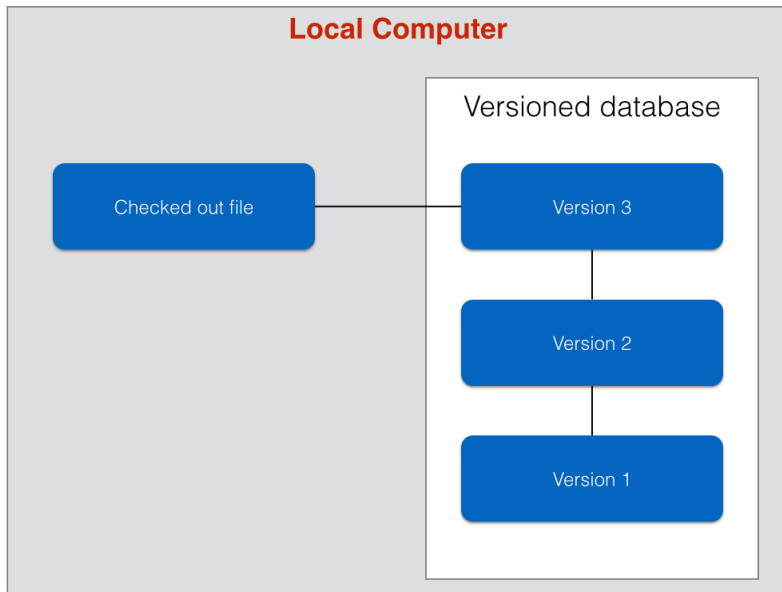 Local Computer
Versioned database
Checked out file
Version 3
Version 2
Version 1